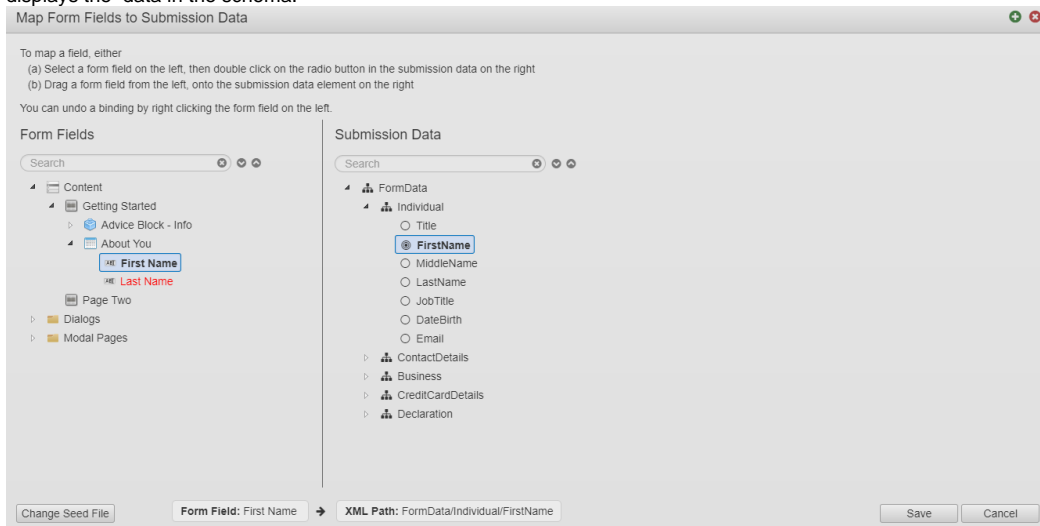 displays the data in the schema.
Map Form Fields to Submission Data
To map a field, either
(a) Select a form field on the left, then double click on the radio button in the submission data on the right
(b) Drag a form field from the left, onto the submission data element on the right
You can undo a binding by right clicking the form field on the left.
Form Fields
Search
Content
Getting Started
Advice Block - Info
About You
First Name
Last Name
Page Two
Dialogs
Modal Pages
Submission Data
Search
FormData
Individual
Title
FirstName
MiddleName
LastName
JobTitle
DateBirth
Email
ContactDetails
Business
CreditCardDetails
Declaration
Change Seed File
Form Field: First Name
XML Path: FormData/Individual/FirstName
Save
Cancel